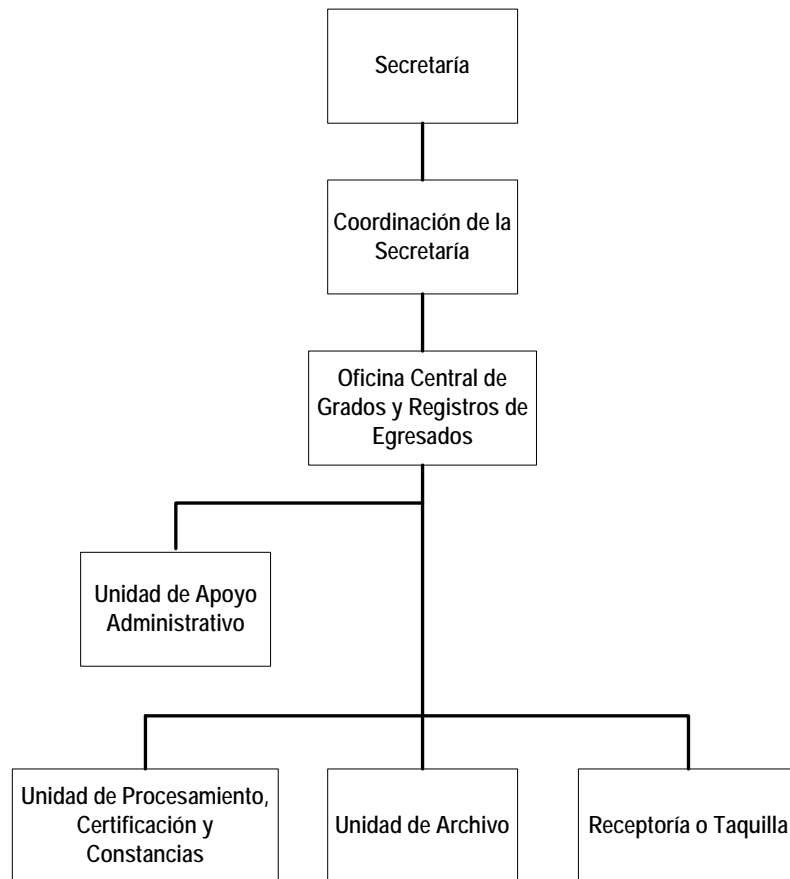 Secretaría
Coordinación de la
Secretaría
Oficina Central de
Grados y Registros de
Egresados
Unidad de Apoyo
Administrativo
Unidad de Procesamiento,
Certificación y
Constancias
Unidad de Archivo
Receptoría o Taquilla